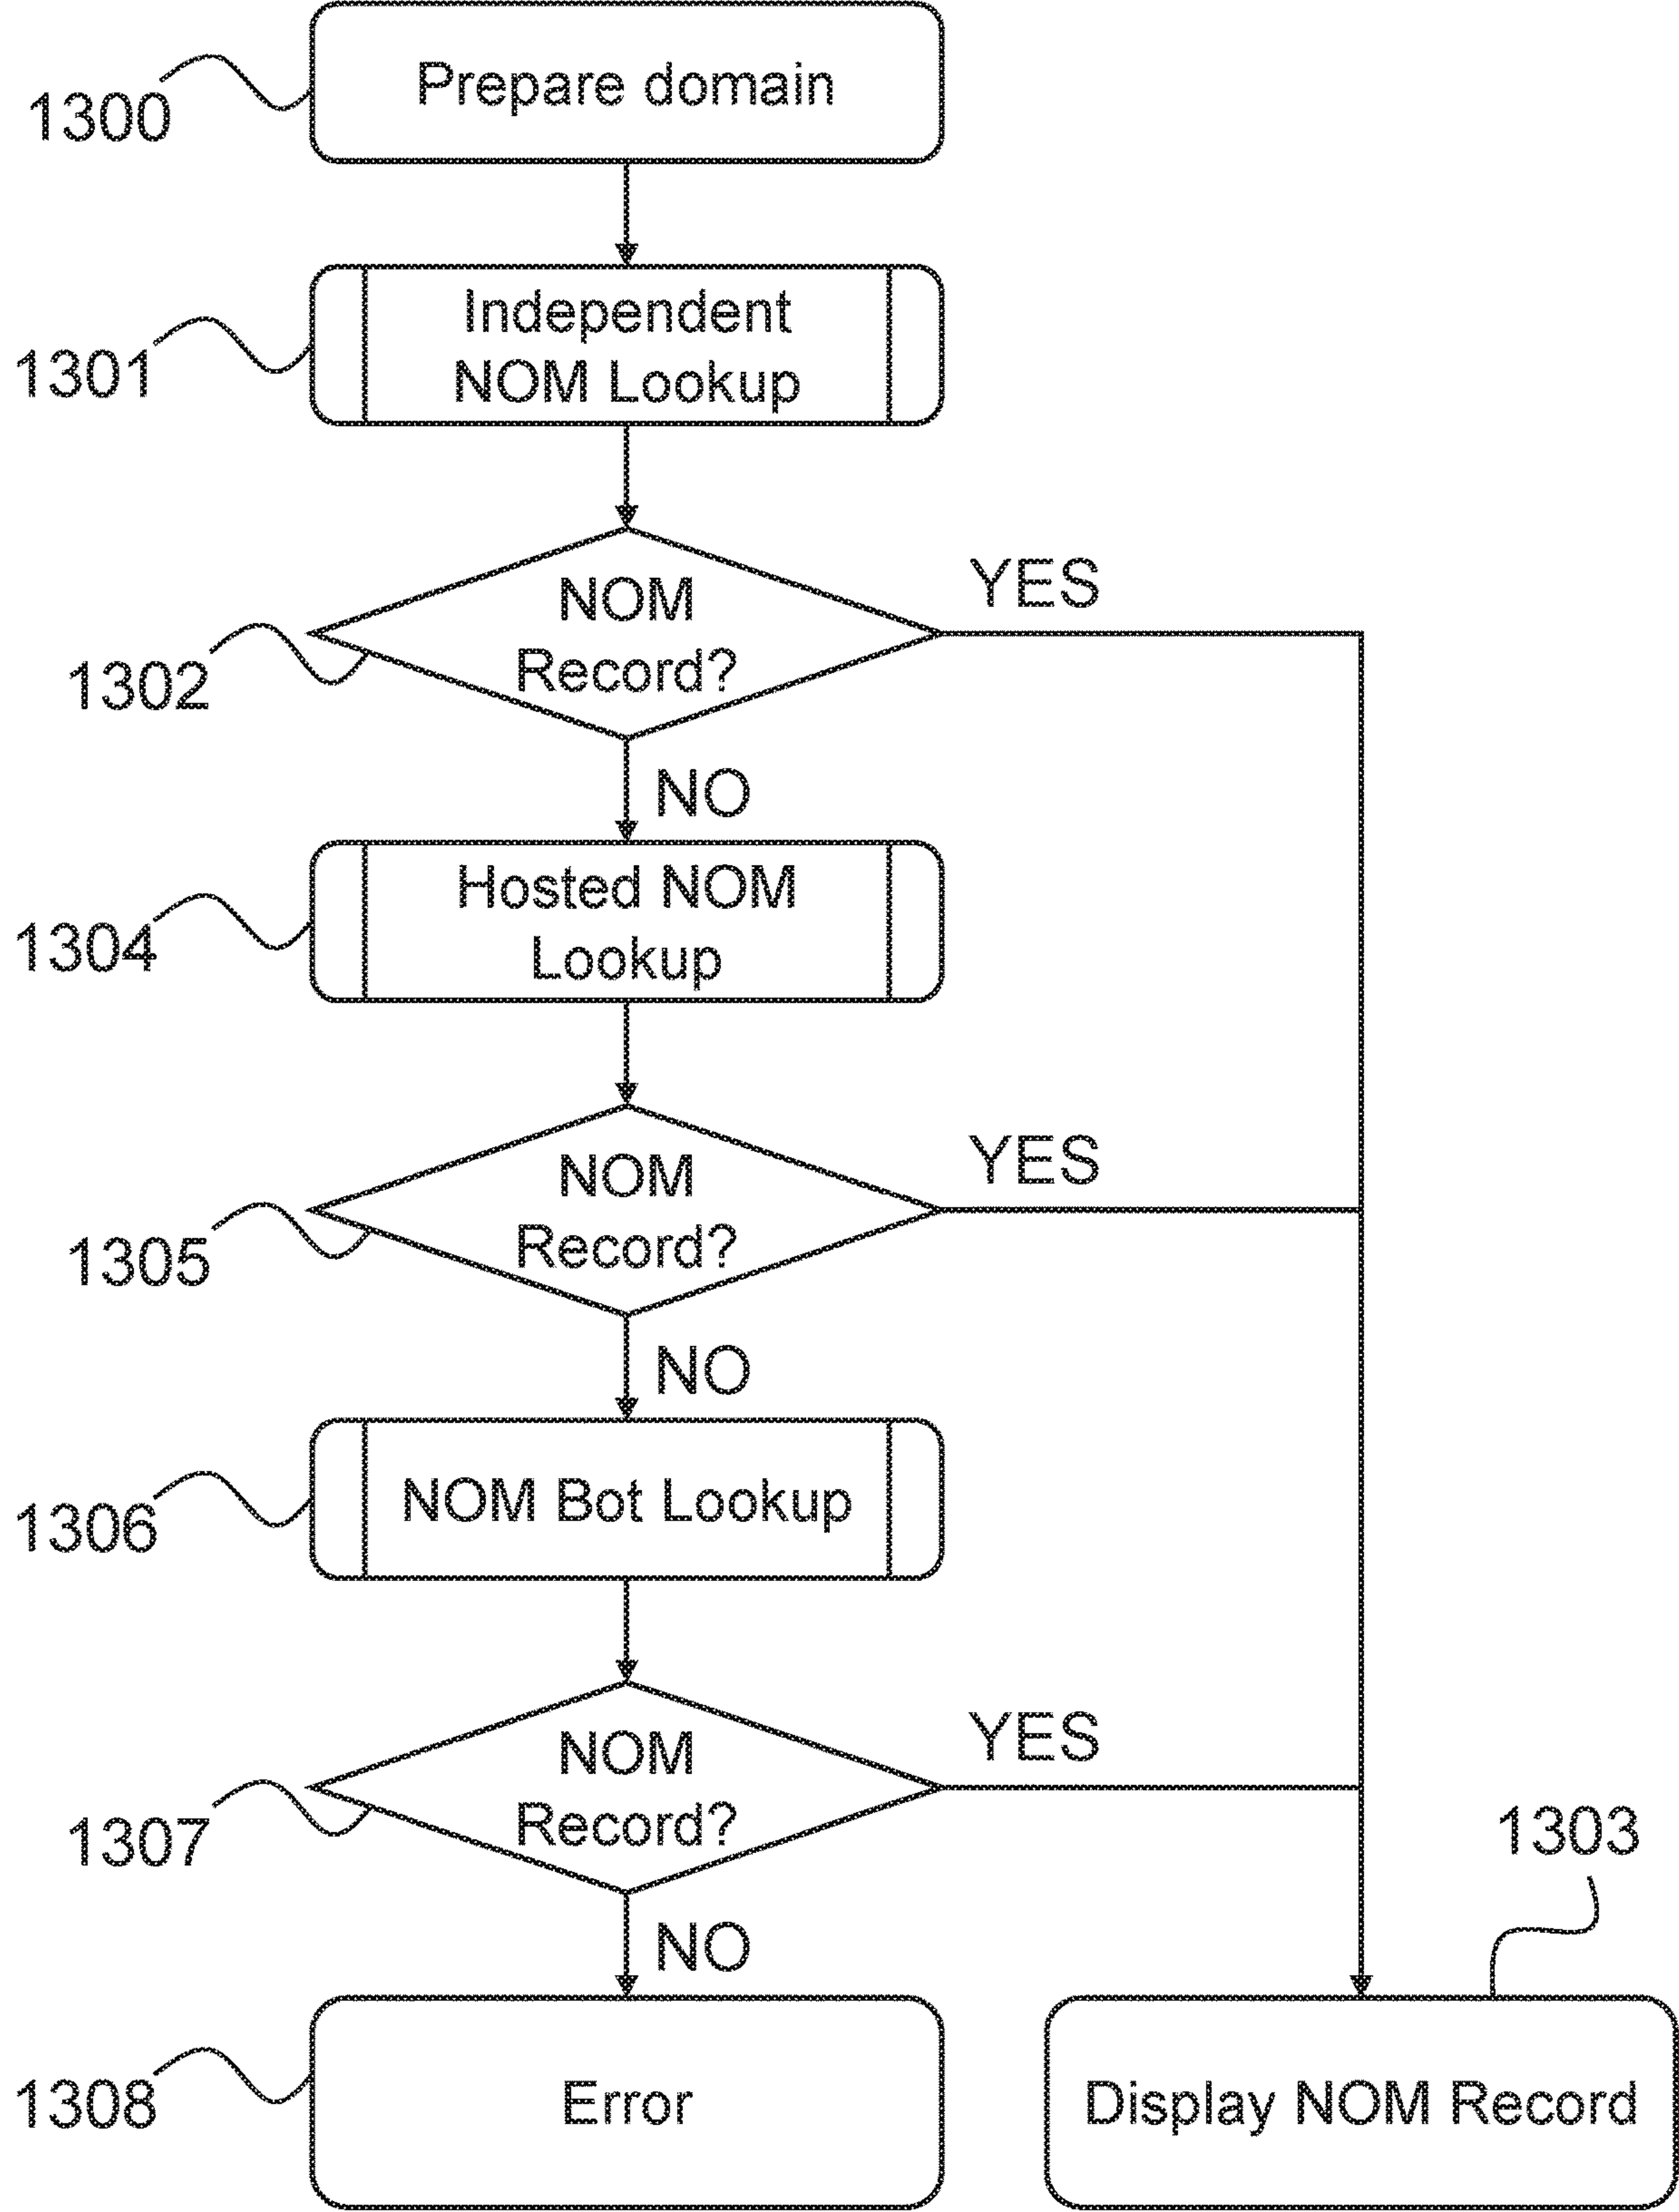 Prepare domain
1300
Independent
NOM Lookup
1301
NOM
Record?
YES
1302
NO
Hosted NOM
Lookup
1304
NOM
Record?
YES
1305
NO
NOM Bot Lookup
1306
NOM
Record?
YES
1307
1303
NO
Error
1308
Display NOM Record